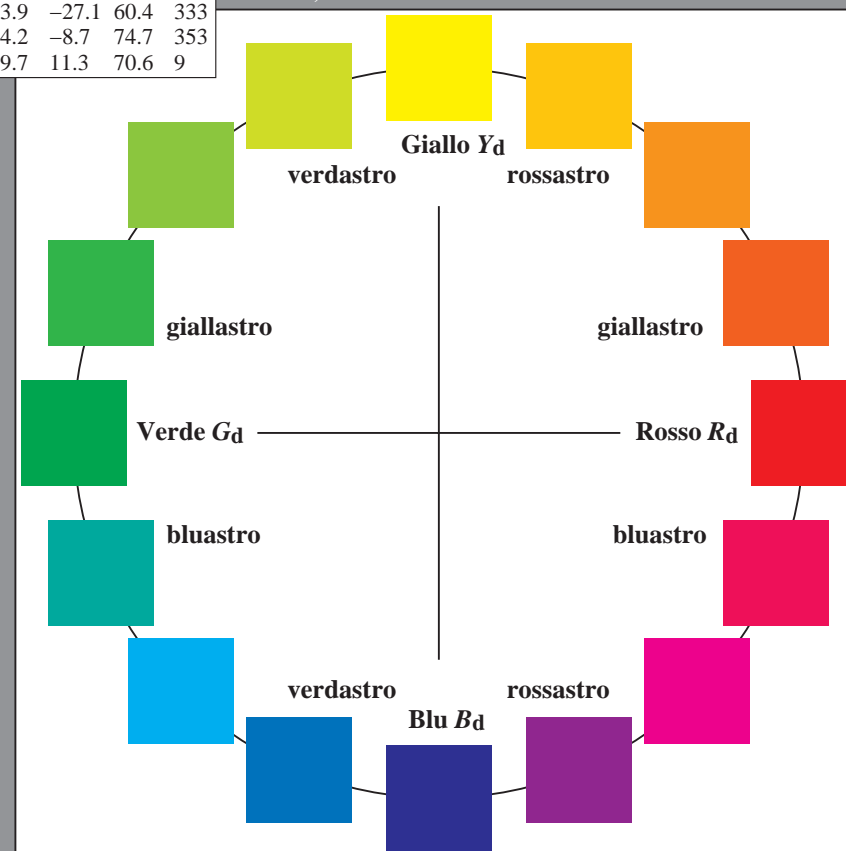 3.9 −27.1 60.4 333
4.2 −8.7 74.7 353
9.7 11.3 70.6 9
Giallo Yd
verdastro rossastro
giallastro giallastro
Verde Gd Rosso Rd
bluastro bluastro
verdastro rossastro
Blu Bd